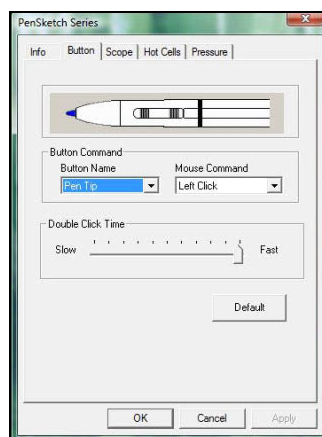 PenSketch Series
Info Button Scope Hot Cells Pressure
Button Command
Button Name Mouse Command
Pen Tip Left Click
Double Click Time
Slow Fast
Default
OK Cancel Apply